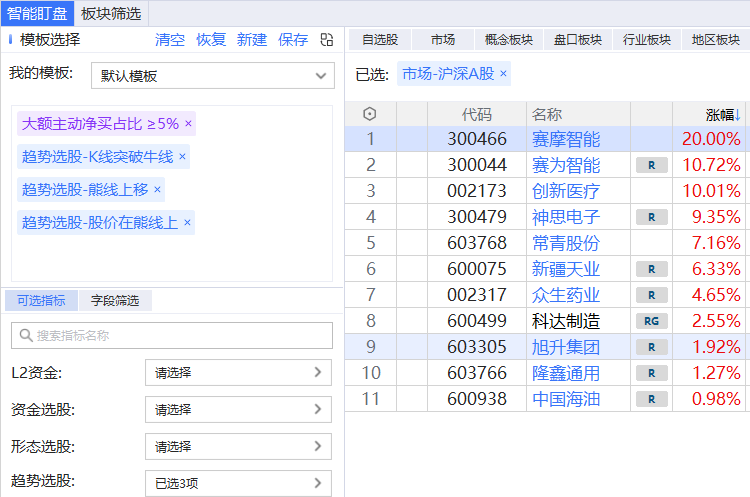 智能盯盘 板块筛选
模板选择 清空 恢复 新建 保存
我的模板: 默认模板
大额主动净买占比 ≥5% ×
趋势选股-K线突破牛线 ×
趋势选股-熊线上移 ×
趋势选股-股价在熊线上 ×
可选指标 字段筛选
搜索指标名称
L2资金: 请选择
资金选股: 请选择
形态选股: 请选择
趋势选股: 已选3项
自选股 市场 概念板块 盘口板块 行业板块 地区板块
已选: 市场-沪深A股 ×
代码 名称 涨幅↓
1 300466 赛摩智能 20.00%
2 300044 赛为智能 R 10.72%
3 002173 创新医疗 10.01%
4 300479 神思电子 R 9.35%
5 603768 常青股份 7.16%
6 600075 新疆天业 R 6.33%
7 002317 众生药业 R 4.65%
8 600499 科达制造 RG 2.55%
9 603305 旭升集团 R 1.92%
10 603766 隆鑫通用 R 1.27%
11 600938 中国海油 R 0.98%